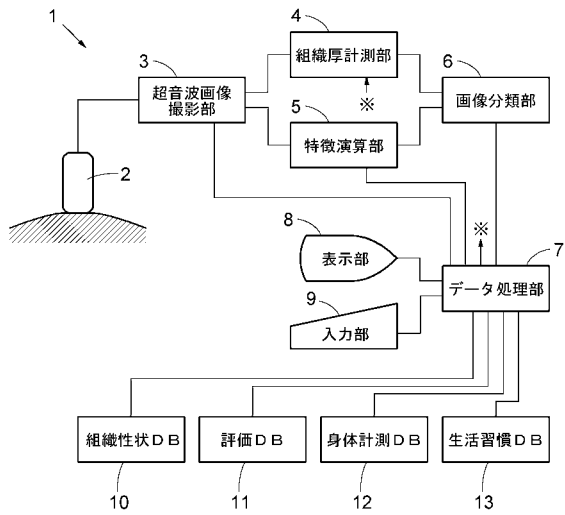 1
3
超音波画像
撮影部
4
組織厚計測部
※
5
特徴演算部
6
画像分類部
2
8
表示部
9
入力部
※
7
データ処理部
組織性状DB
10
評価DB
11
身体計測DB
12
生活習慣DB
13